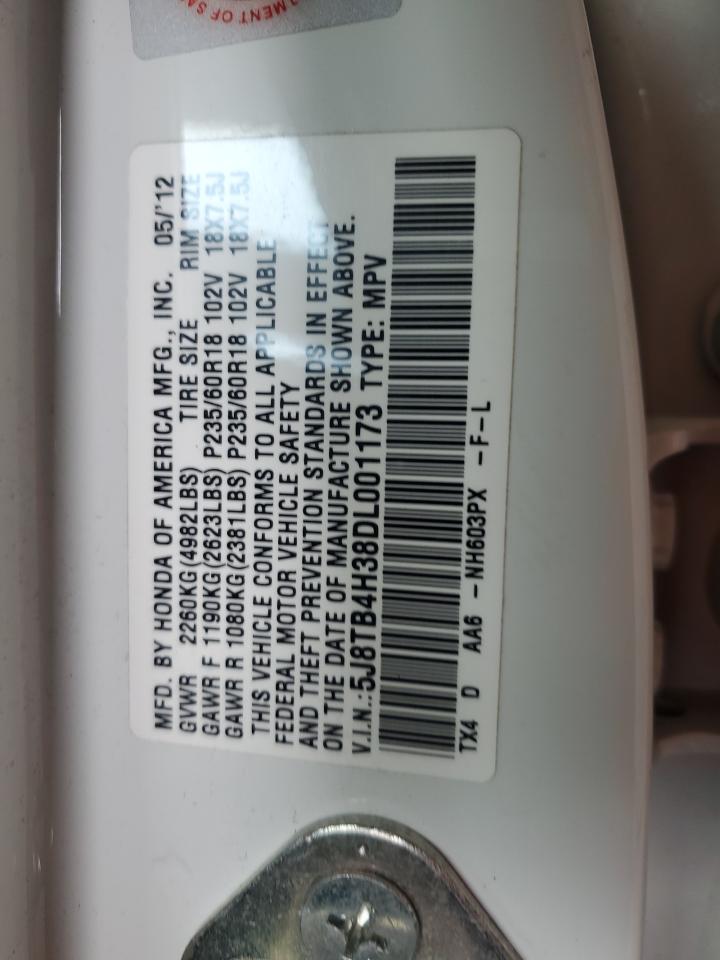 MENT OF SA
MFD. BY HONDA OF AMERICA MFG., INC. 05/'12
GVWR 2260KG(4982LBS) TIRE SIZE RIM SIZE
GAWR F 1190KG(2623LBS) P235/60R18 102V 18X7.5J
GAWR R 1080KG(2381LBS) P235/60R18 102V 18X7.5J
THIS VEHICLE CONFORMS TO ALL APPLICABLE
FEDERAL MOTOR VEHICLE SAFETY
AND THEFT PREVENTION STANDARDS IN EFFECT
ON THE DATE OF MANUFACTURE SHOWN ABOVE.
V.I.N.:5J8TB4H38DL001173 TYPE: MPV
TX4 D AA6 -NH603PX -F-L